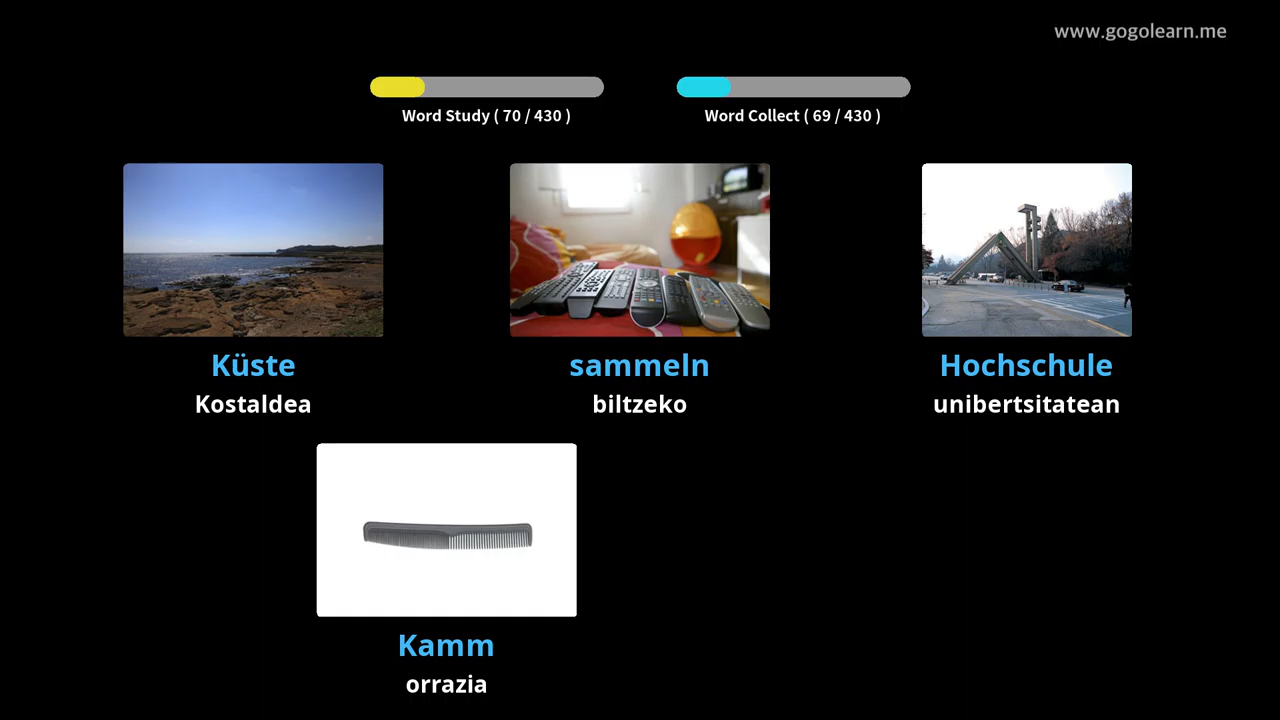 www.gogolearn.me
Word Study ( 70 / 430 )
Word Collect ( 69 / 430 )
Küste
Kostaldea
sammeln
biltzeko
Hochschule
unibertsitatean
Kamm
orrazia